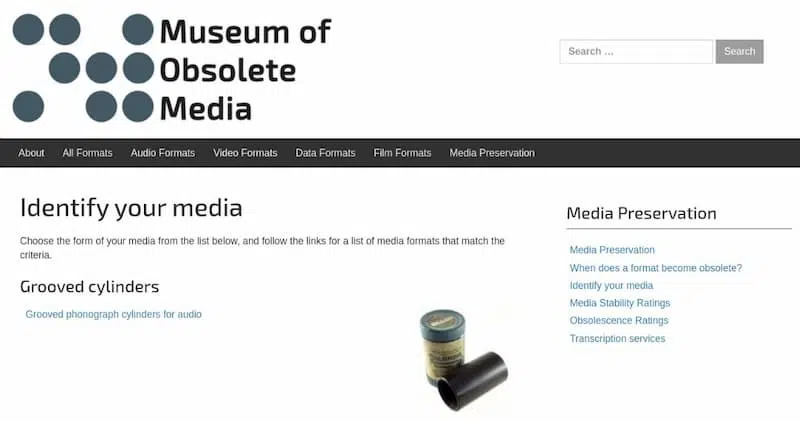 Museum of
Obsolete
Media
Search ...
Search
About
All Formats
Audio Formats
Video Formats
Data Formats
Film Formats
Media Preservation
Identify your media
Choose the form of your media from the list below, and follow the links for a list of media formats that match the
criteria.
Grooved cylinders
Grooved phonograph cylinders for audio
Media Preservation
Media Preservation
When does a format become obsolete?
Identify your media
Media Stability Ratings
Obsolescence Ratings
Transcription services